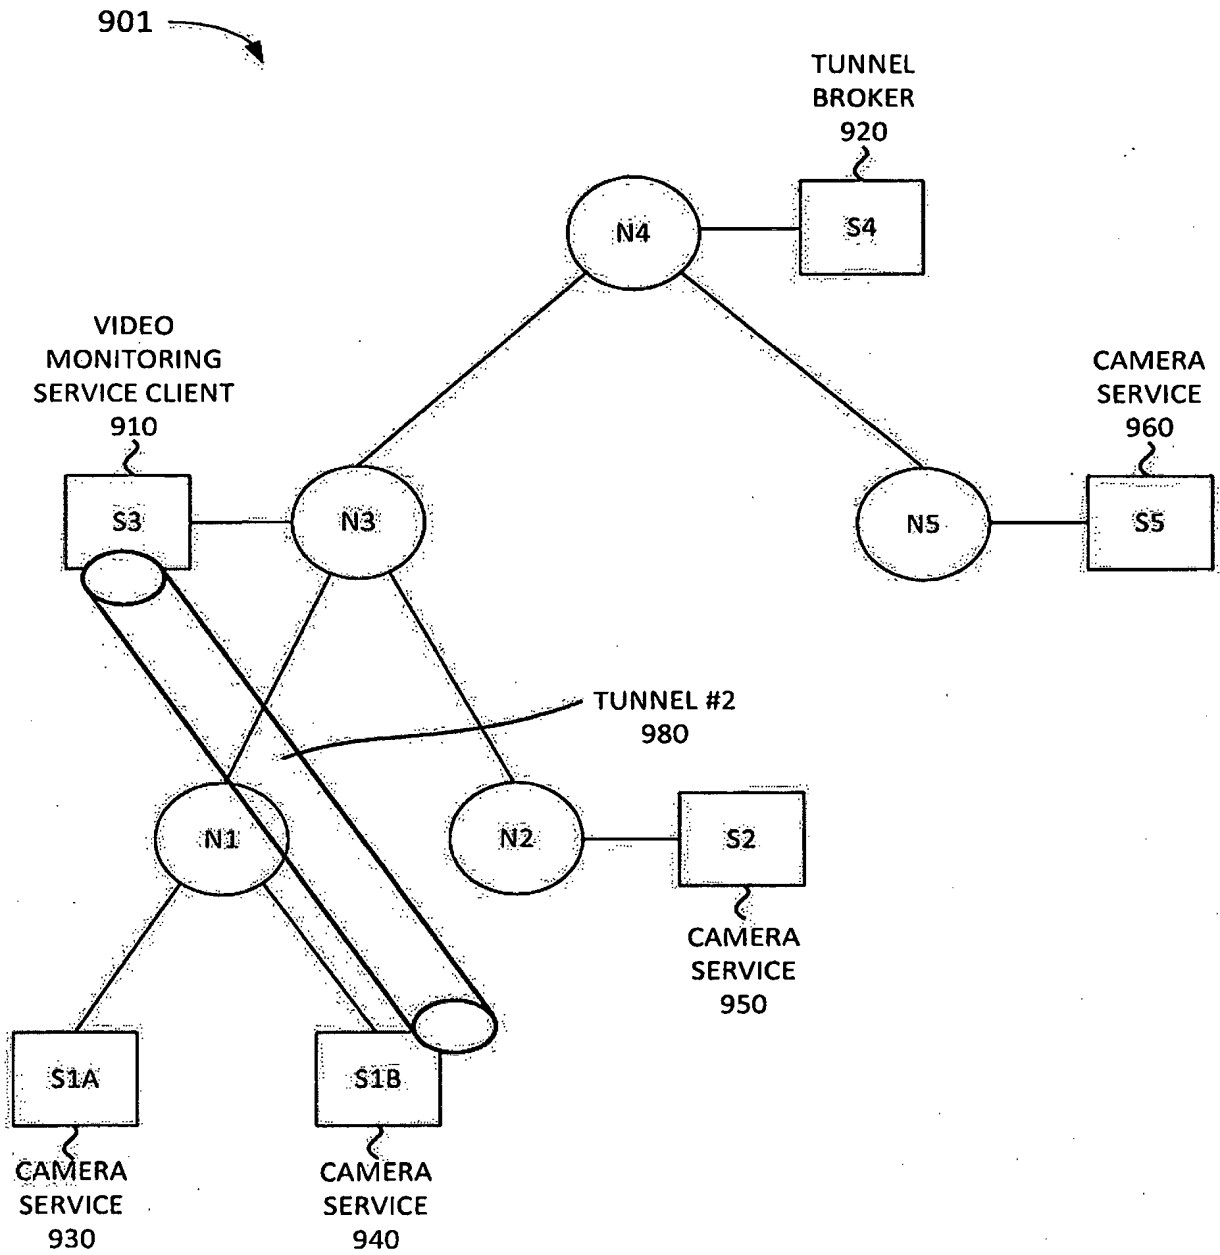 901
TUNNEL
BROKER
920
N4
S4
VIDEO
MONITORING
SERVICE CLIENT
910
CAMERA
SERVICE
960
S3
N3
N5
S5
TUNNEL #2
980
N1
N2
S2
CAMERA
SERVICE
950
S1A
S1B
CAMERA
SERVICE
930
CAMERA
SERVICE
940